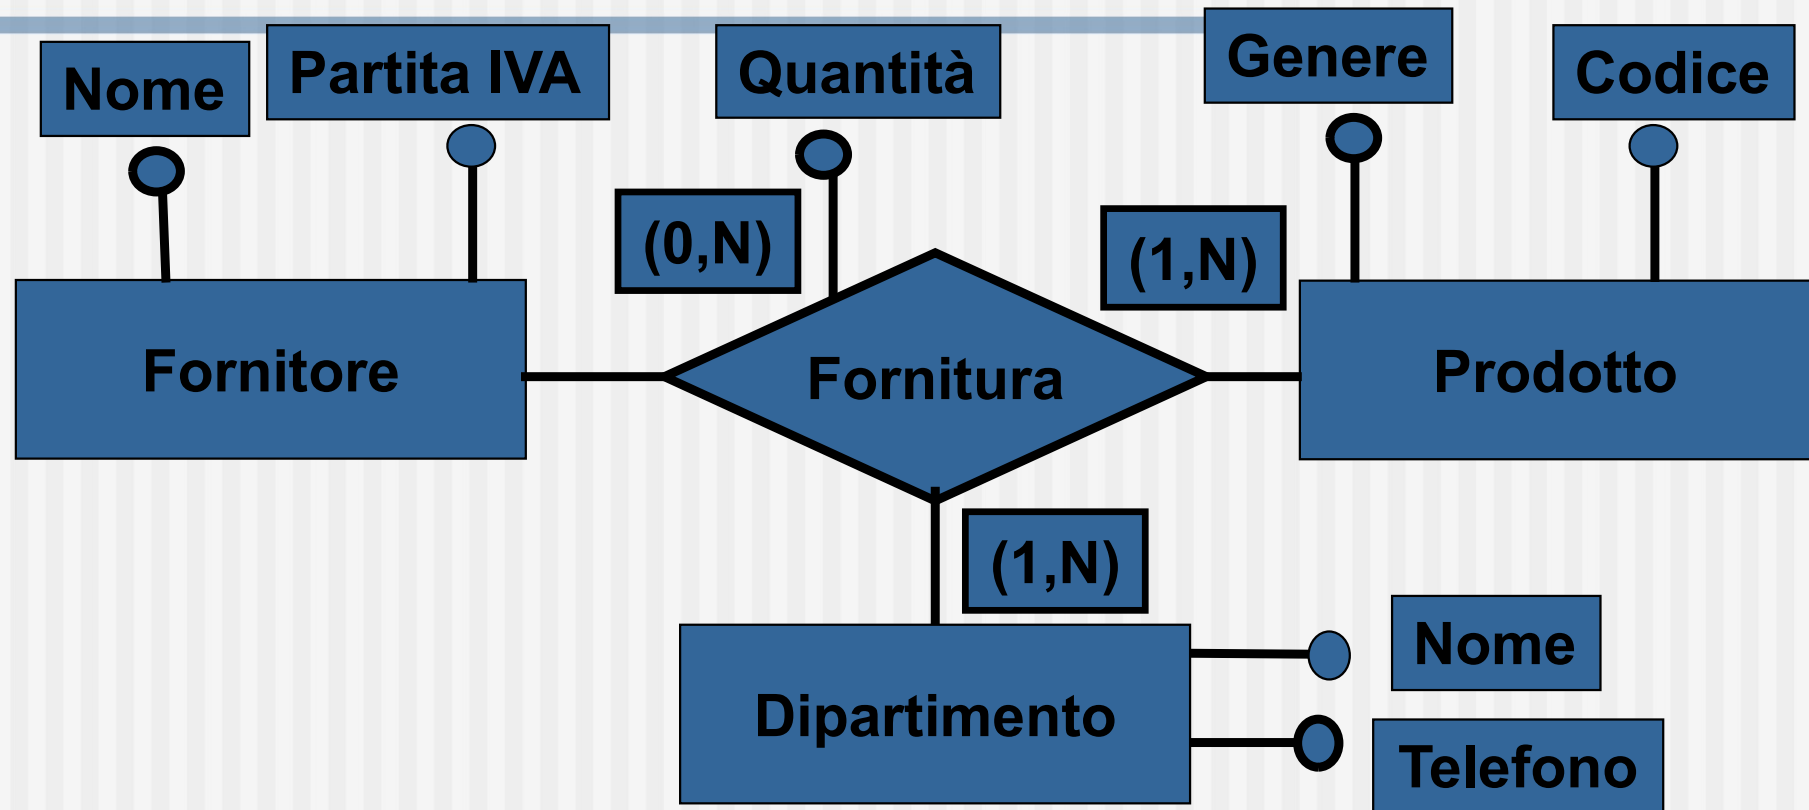 Nome
Partita IVA
Quantità
Genere
Codice
(0,N)
(1,N)
Fornitore
Fornitura
Prodotto
(1,N)
Dipartimento
Nome
Telefono